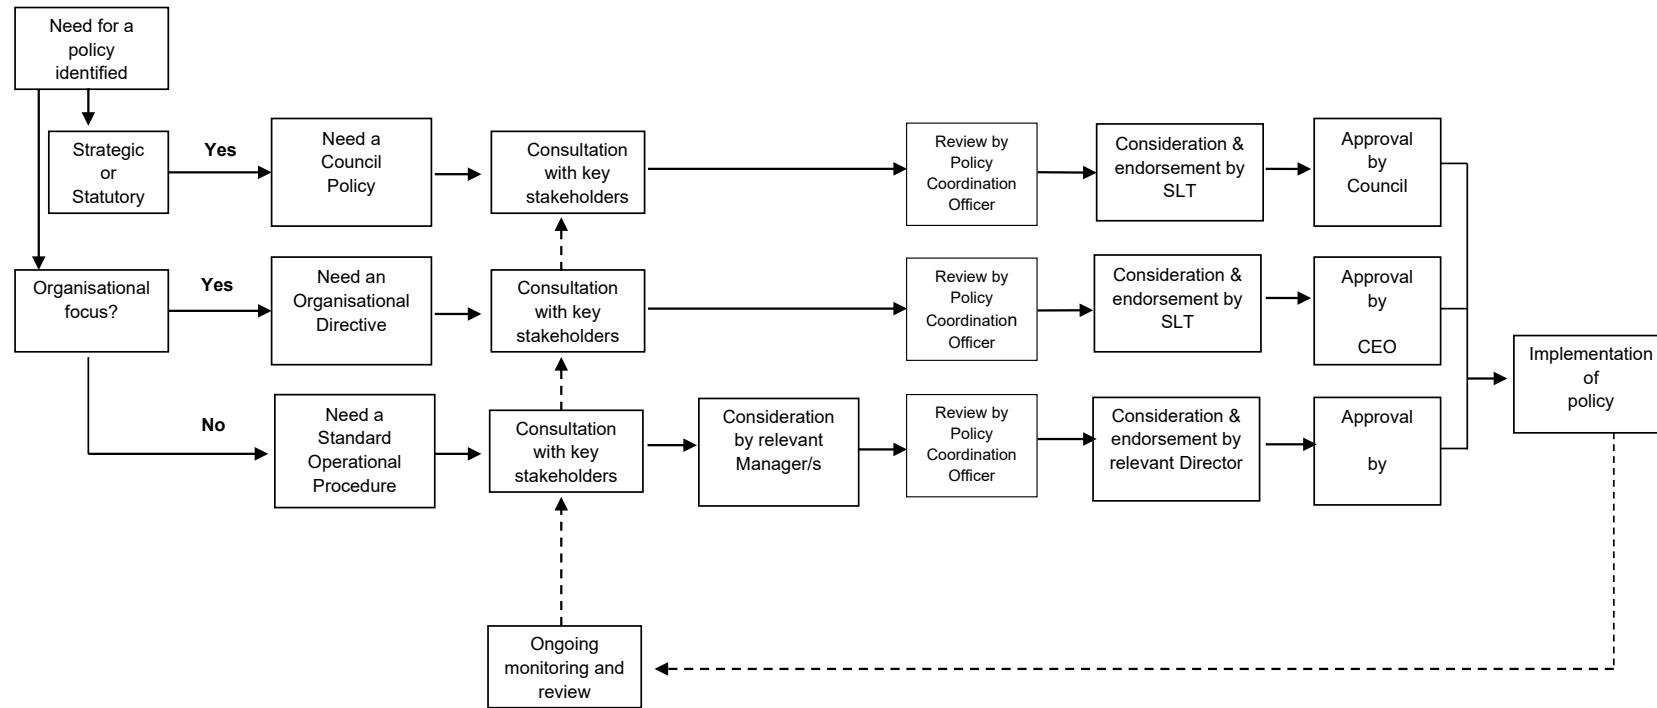 Need for a
policy
identified
Strategic
or
Statutory
Yes
Need a
Council
Policy
Consultation
with key
stakeholders
Review by
Policy
Coordination
Officer
Consideration &
endorsement by
SLT
Approval
by
Council
Organisational
focus?
Yes
Need an
Organisational
Directive
Consultation
with key
stakeholders
Review by
Policy
Coordination
Officer
Consideration &
endorsement by
SLT
Approval
by
CEO
No
Need a
Standard
Operational
Procedure
Consultation
with key
stakeholders
Consideration
by relevant
Manager/s
Review by
Policy
Coordination
Officer
Consideration &
endorsement by
relevant Director
Approval
by
Implementation
of
policy
Ongoing
monitoring and
review